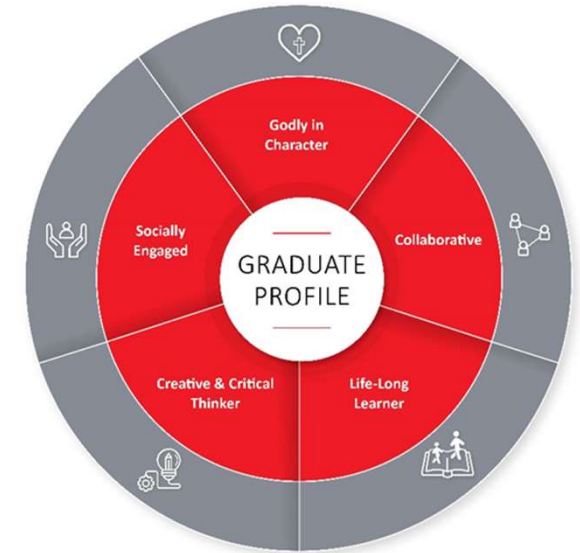 Godly in
Character
Socially
Engaged
Collaborative
GRADUATE
PROFILE
Creative & Critical
Thinker
Life-Long
Learner